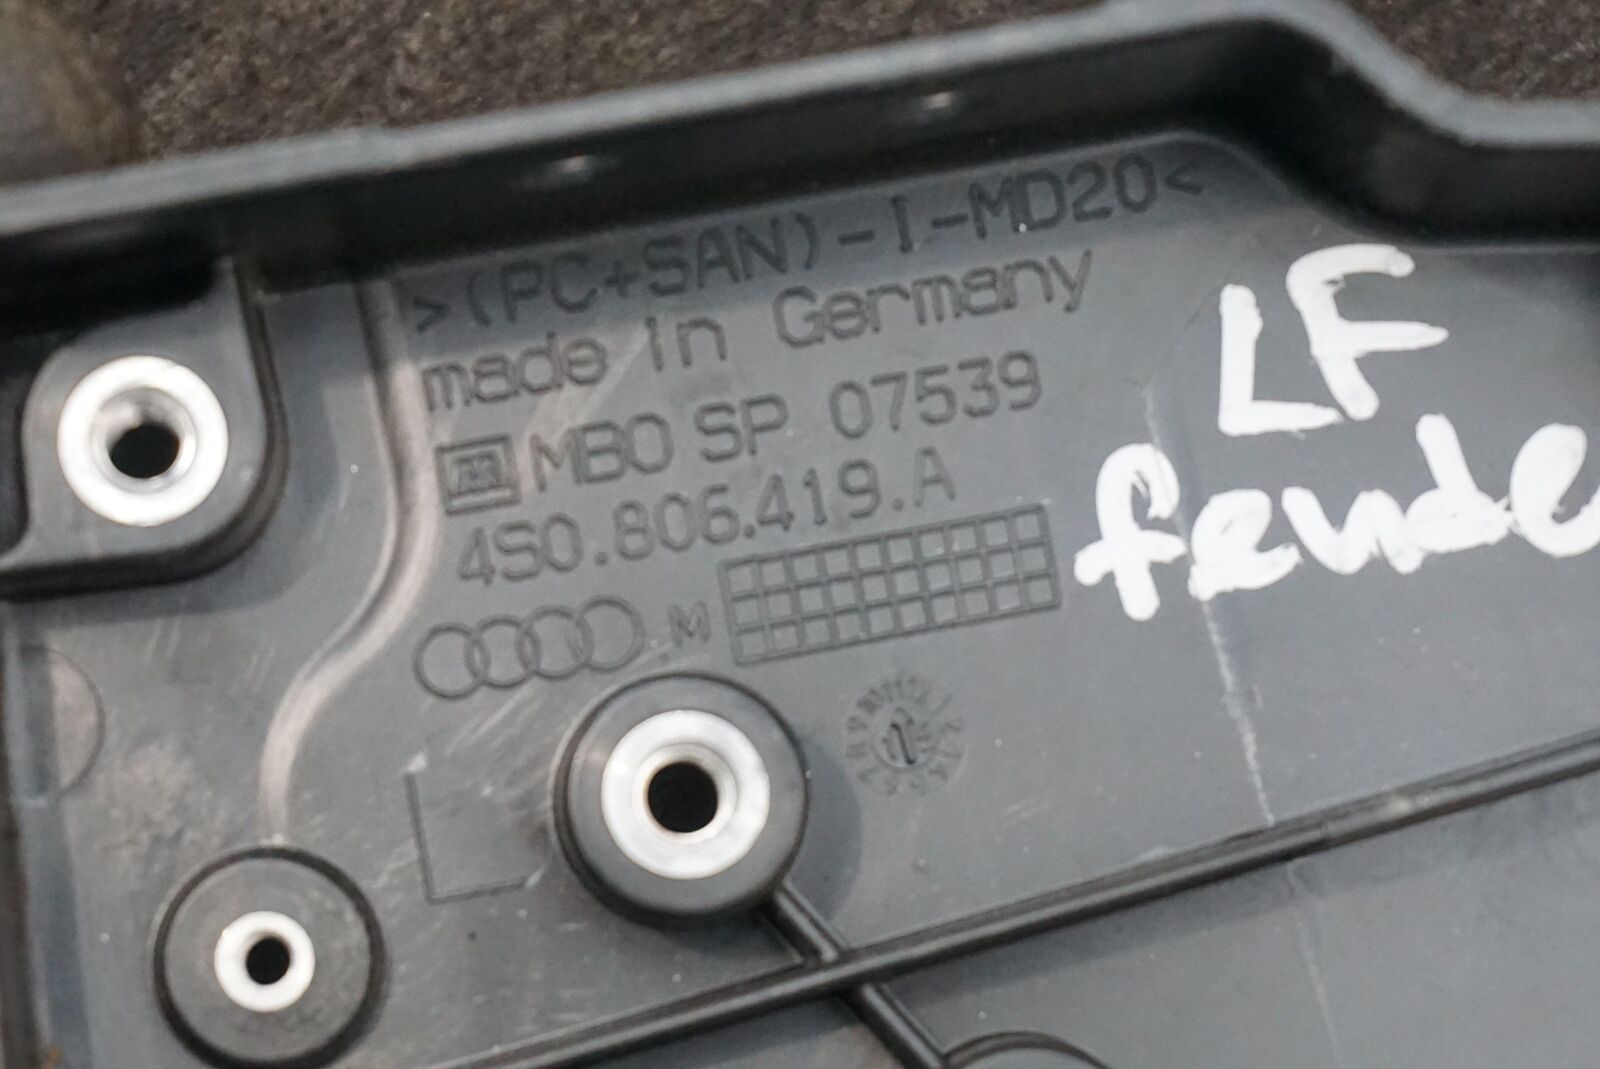 >(PC+SAN)-I-MD20<
made in Germany
MBO SP 07539
4S0.806.419.A
M
LF
fende